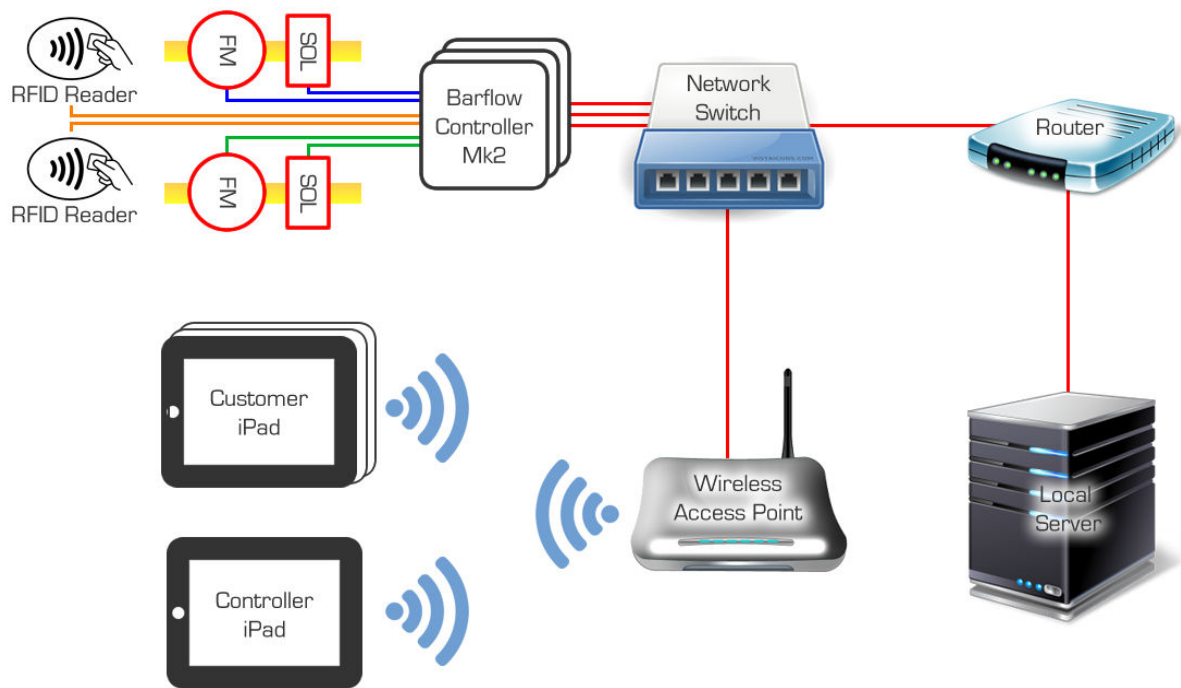 RFID Reader
FM
SOL
Barflow
Controller
Mk2
Network
Switch
Router
RFID Reader
FM
SOL
Customer
iPad
Wireless
Access Point
Local
Server
Controller
iPad